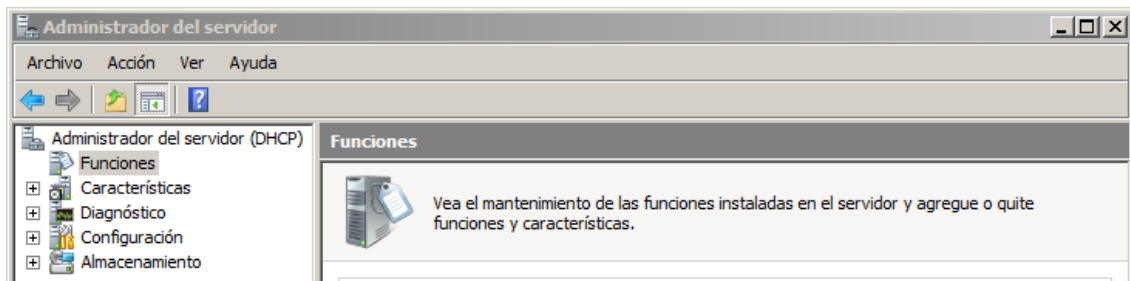 Administrador del servidor
Archivo Acción Ver Ayuda
Administrador del servidor (DHCP)
Funciones
Características
Diagnóstico
Configuración
Almacenamiento
Funciones
Vea el mantenimiento de las funciones instaladas en el servidor y agregue o quite
funciones y características.